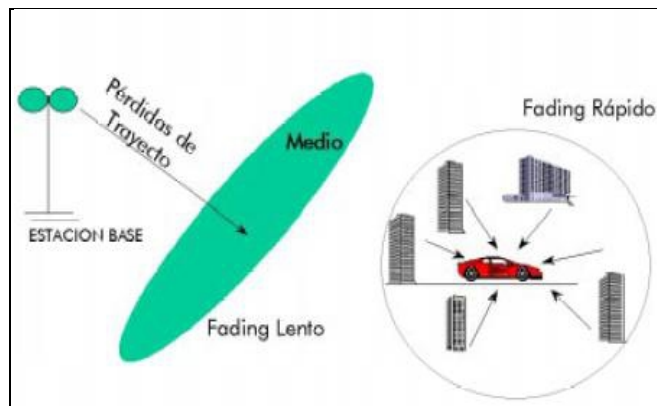 Pérdidas de
Trayecto
Medio
Fading Rápido
ESTACION BASE
Fading Lento